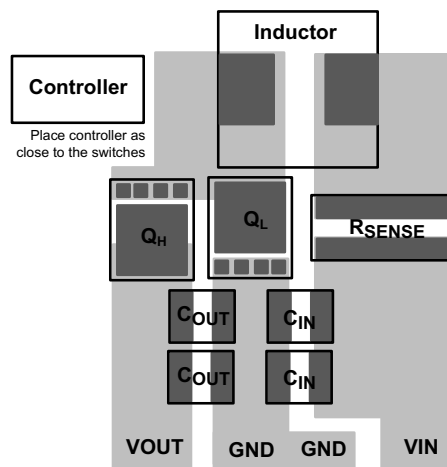 Inductor
Controller
Place controller as
close to the switches
QH
QL
RSENSE
COUT
CIN
COUT
CIN
VOUT
GND
GND
VIN